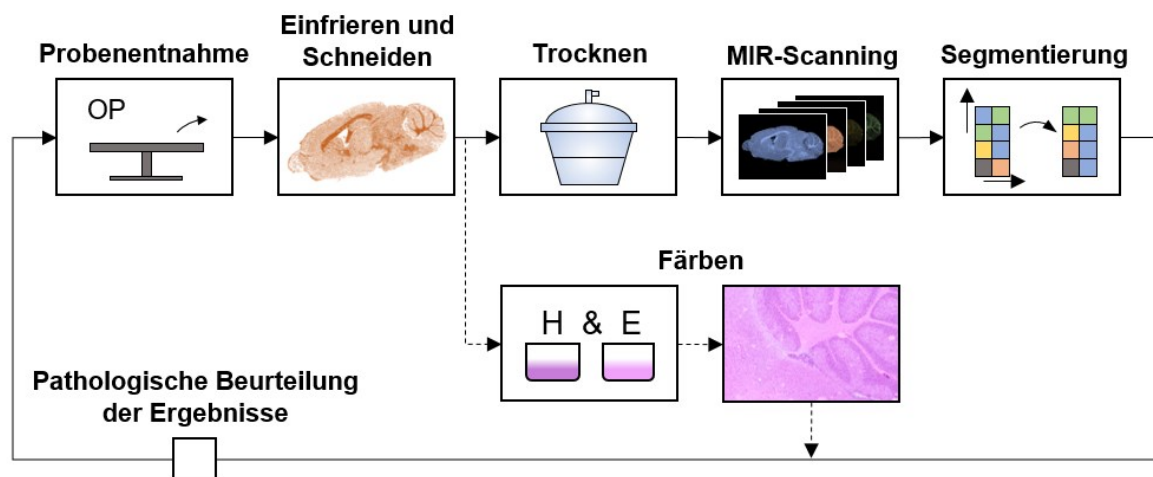 Probenentnahme
Einfrieren und
Schneiden
Trocknen
MIR-Scanning
Segmentierung
OP
Färben
H & E
Pathologische Beurteilung
der Ergebnisse